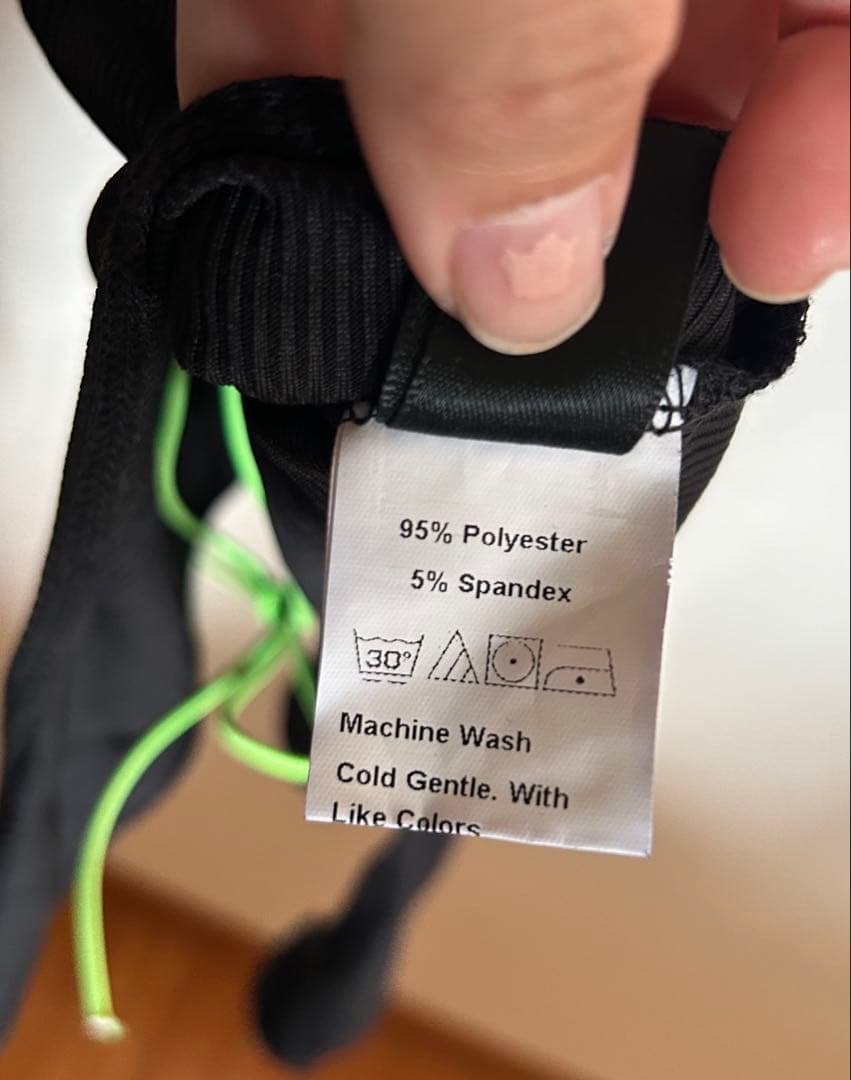 95% Polyester
5% Spandex
30°
Machine Wash
Cold Gentle. With
Like Colors